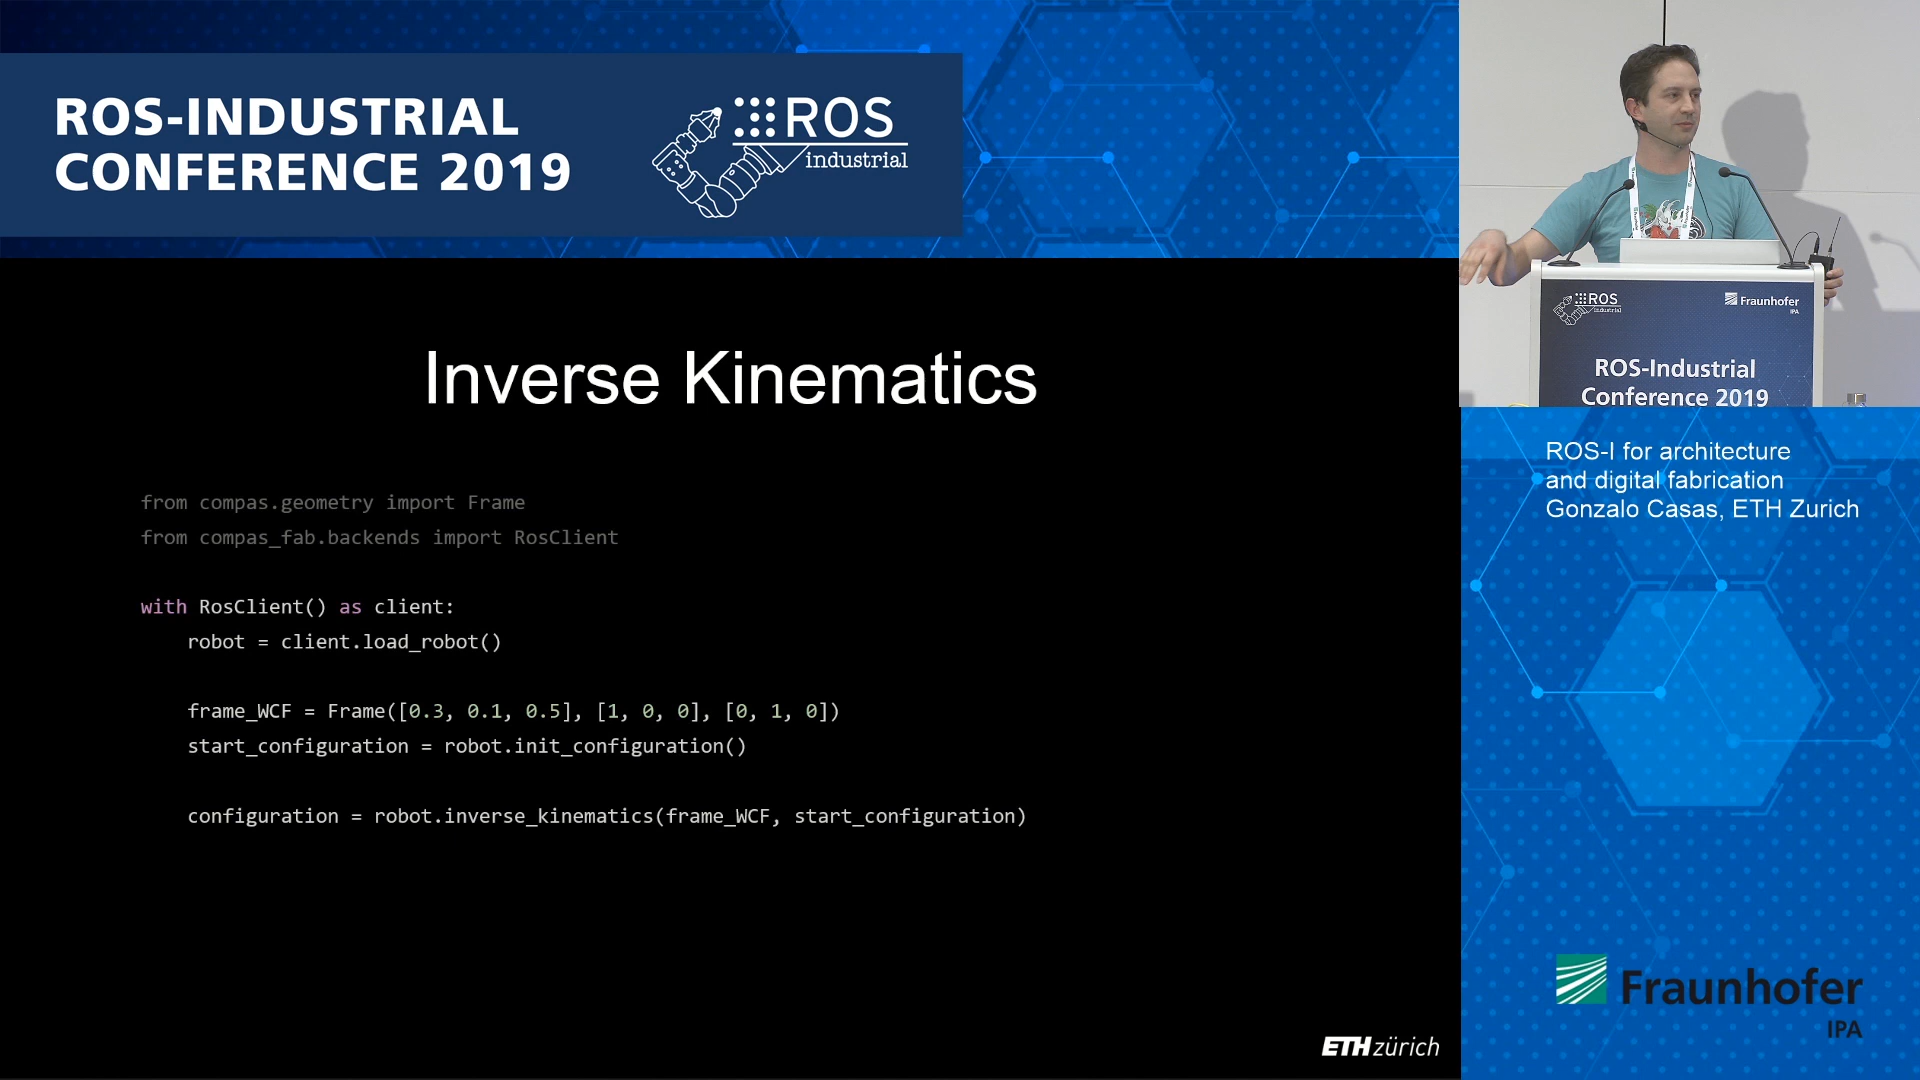 ROS-INDUSTRIAL
CONFERENCE 2019
ROS
industrial
Inverse Kinematics
from compas.geometry import Frame
from compas_fab.backends import RosClient
with RosClient() as client:
    robot = client.load_robot()
    frame_WCF = Frame([0.3, 0.1, 0.5], [1, 0, 0], [0, 1, 0])
    start_configuration = robot.init_configuration()
    configuration = robot.inverse_kinematics(frame_WCF, start_configuration)
ETH zürich
ROS
industrial
Fraunhofer
IPA
ROS-Industrial
Conference 2019
ROS-I for architecture
and digital fabrication
Gonzalo Casas, ETH Zurich
Fraunhofer
IPA